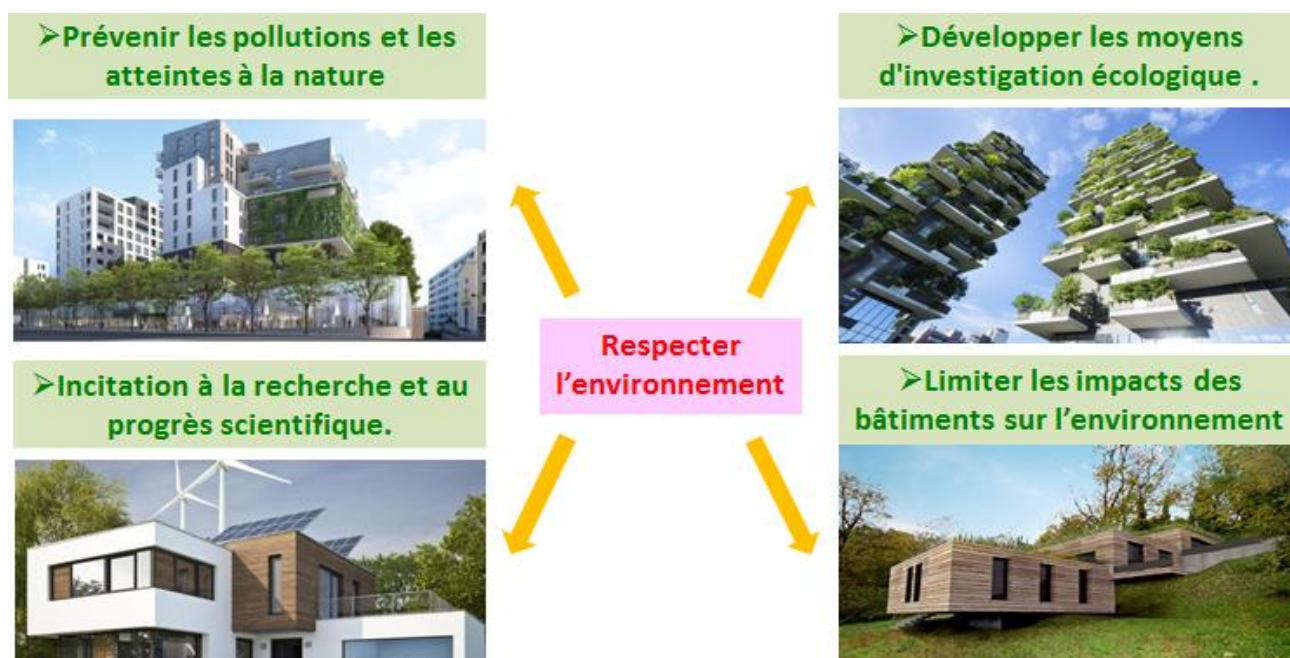 ➢Prévenir les pollutions et les
atteintes à la nature
➢Développer les moyens
d'investigation écologique .
Respecter
l’environnement
➢Incitation à la recherche et au
progrès scientifique.
➢Limiter les impacts des
bâtiments sur l’environnement